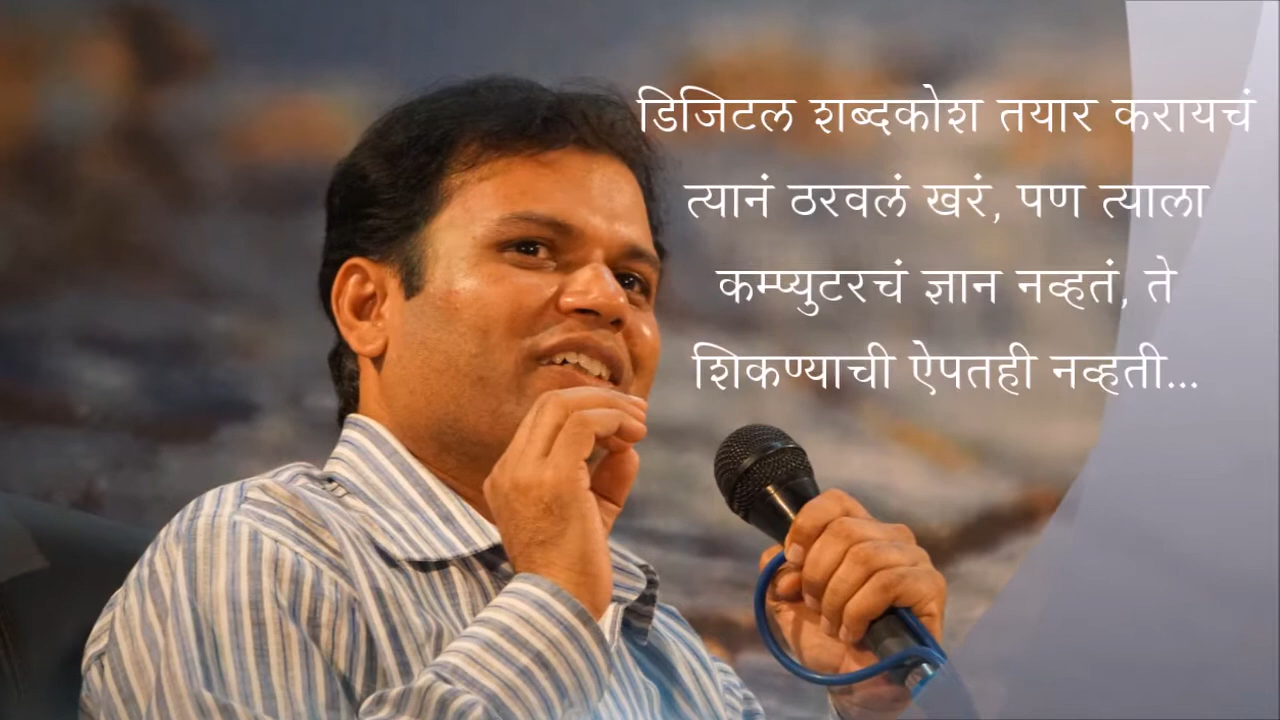 डिजिटल शब्दकोश तयार करायचं
त्यानं ठरवलं खरं, पण त्याला
कम्प्युटरचं ज्ञान नव्हतं, ते
शिकण्याची ऐपतही नव्हती...